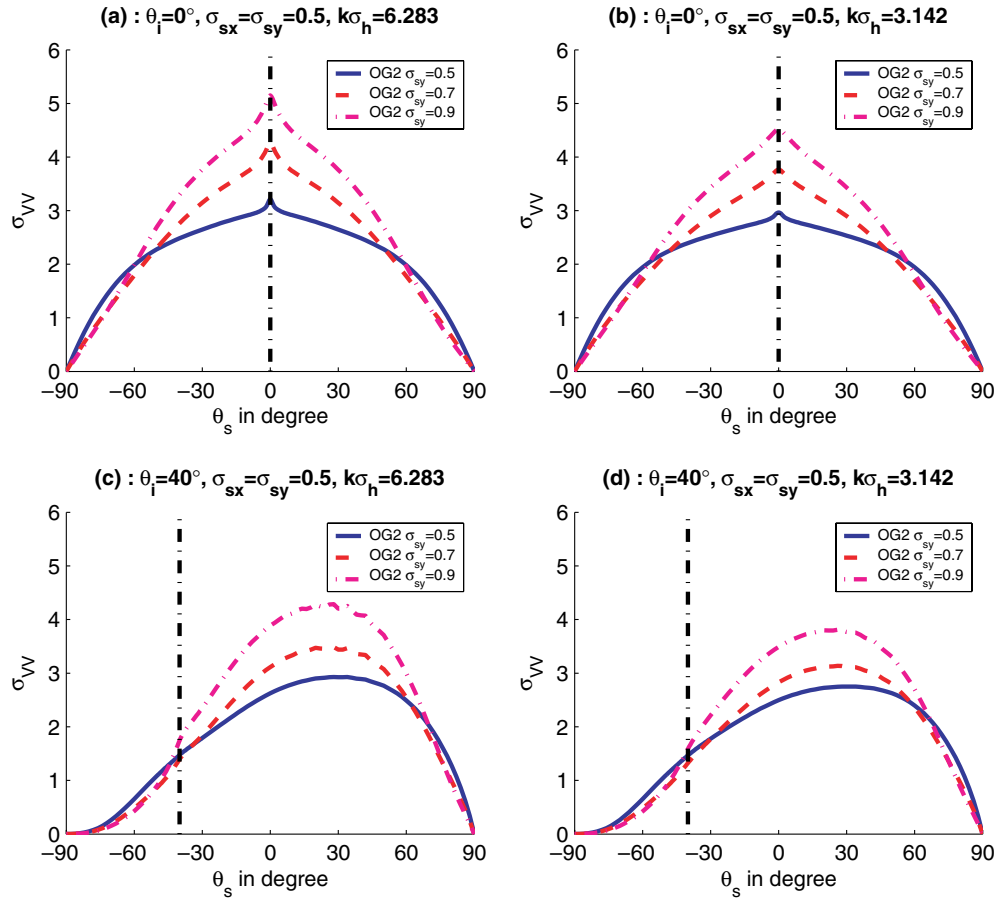 (a) : θi=0°, σsx=σsy=0.5, kσh=6.283
6
5
4
3
2
1
0
σVV
OG2 σsy=0.5
OG2 σsy=0.7
OG2 σsy=0.9
−90 −60 −30 0 30 60 90
θs in degree
(b) : θi=0°, σsx=σsy=0.5, kσh=3.142
6
5
4
3
2
1
0
σVV
OG2 σsy=0.5
OG2 σsy=0.7
OG2 σsy=0.9
−90 −60 −30 0 30 60 90
θs in degree
(c) : θi=40°, σsx=σsy=0.5, kσh=6.283
6
5
4
3
2
1
0
σVV
OG2 σsy=0.5
OG2 σsy=0.7
OG2 σsy=0.9
−90 −60 −30 0 30 60 90
θs in degree
(d) : θi=40°, σsx=σsy=0.5, kσh=3.142
6
5
4
3
2
1
0
σVV
OG2 σsy=0.5
OG2 σsy=0.7
OG2 σsy=0.9
−90 −60 −30 0 30 60 90
θs in degree